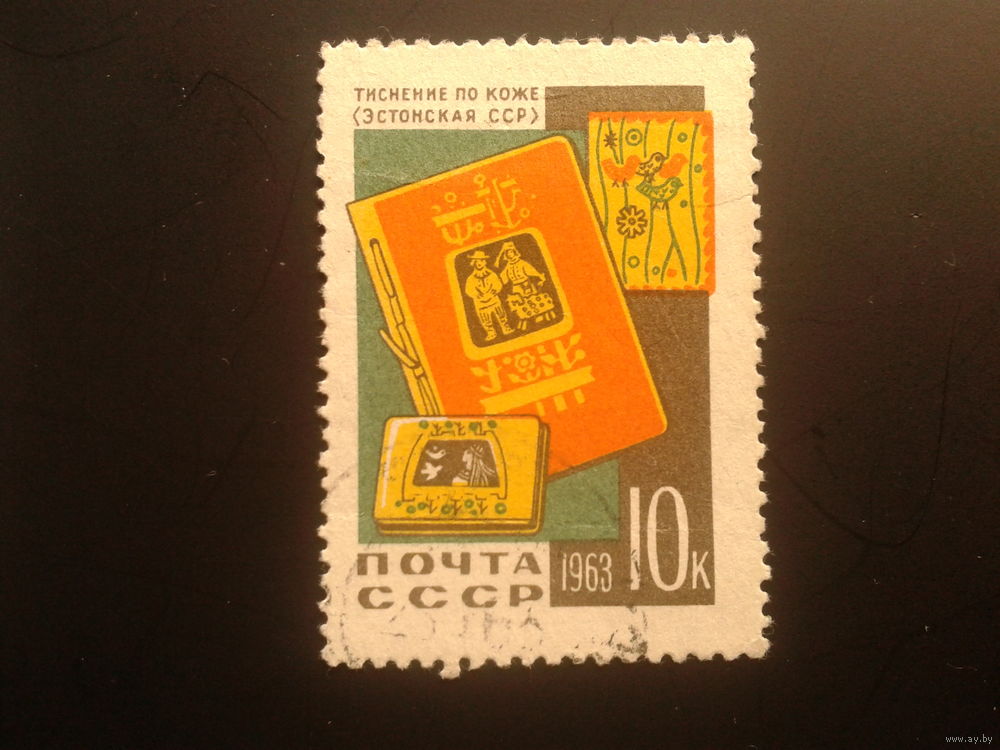 ТИСНЕНИЕ ПО КОЖЕ
(ЭСТОНСКАЯ ССР)
ПОЧТА
СССР
1963
10К
www.ay.by